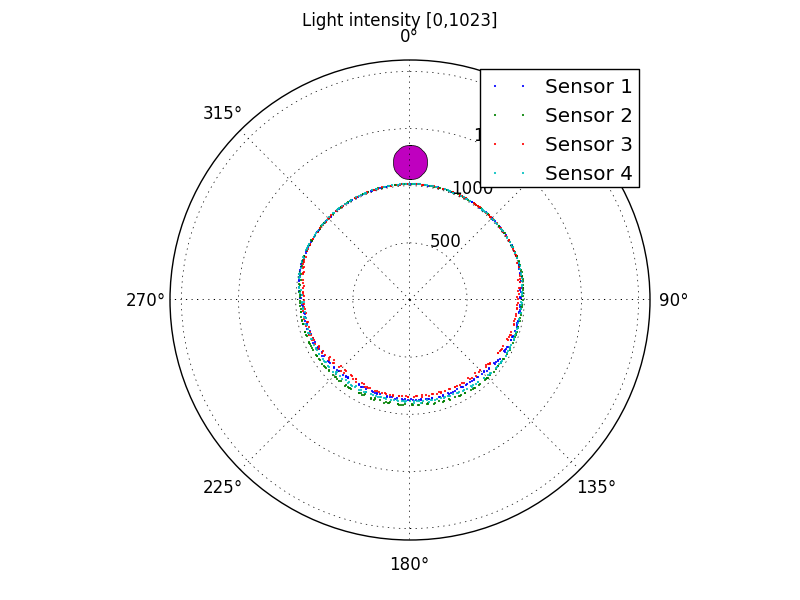 Light intensity [0,1023]
0°
315°
Sensor 1
Sensor 2
Sensor 3
Sensor 4
1000
500
270°
90°
225°
135°
180°